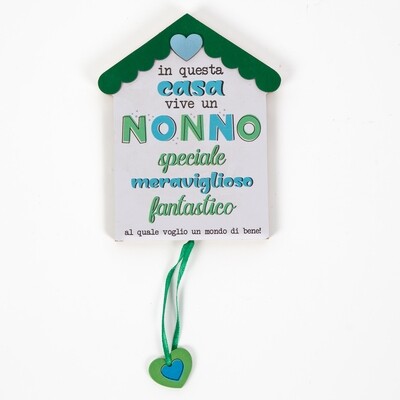 in questa
casa
vive un
NONNO
speciale
meraviglioso
fantastico
al quale voglio un mondo di bene!